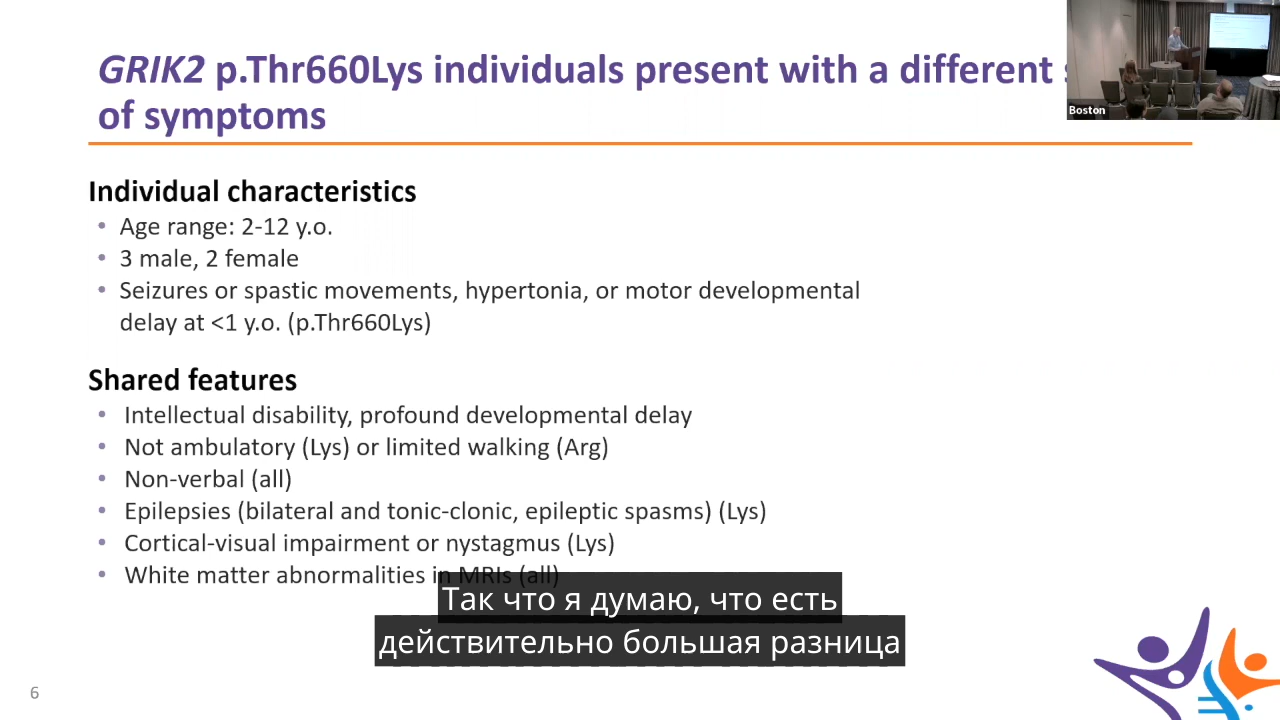 GRIK2 p.Thr660Lys individuals present with a different
of symptoms
Boston
Individual characteristics
• Age range: 2-12 y.o.
• 3 male, 2 female
• Seizures or spastic movements, hypertonia, or motor developmental
delay at <1 y.o. (p.Thr660Lys)
Shared features
• Intellectual disability, profound developmental delay
• Not ambulatory (Lys) or limited walking (Arg)
• Non-verbal (all)
• Epilepsies (bilateral and tonic-clonic, epileptic spasms) (Lys)
• Cortical-visual impairment or nystagmus (Lys)
• White matter abnormalities in MRIs (all)
Так что я думаю, что есть
действительно большая разница
6